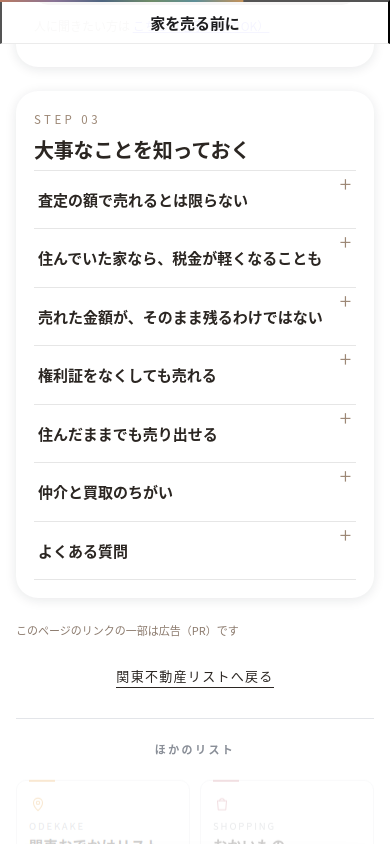 家を売る前に
STEP 03
大事なことを知っておく
査定の額で売れるとは限らない
住んでいた家なら、税金が軽くなることも
売れた金額が、そのまま残るわけではない
権利証をなくしても売れる
住んだままでも売り出せる
仲介と買取のちがい
よくある質問
このページのリンクの一部は広告（PR）です
関東不動産リストへ戻る
ほかのリスト
ODEKAKE
SHOPPING